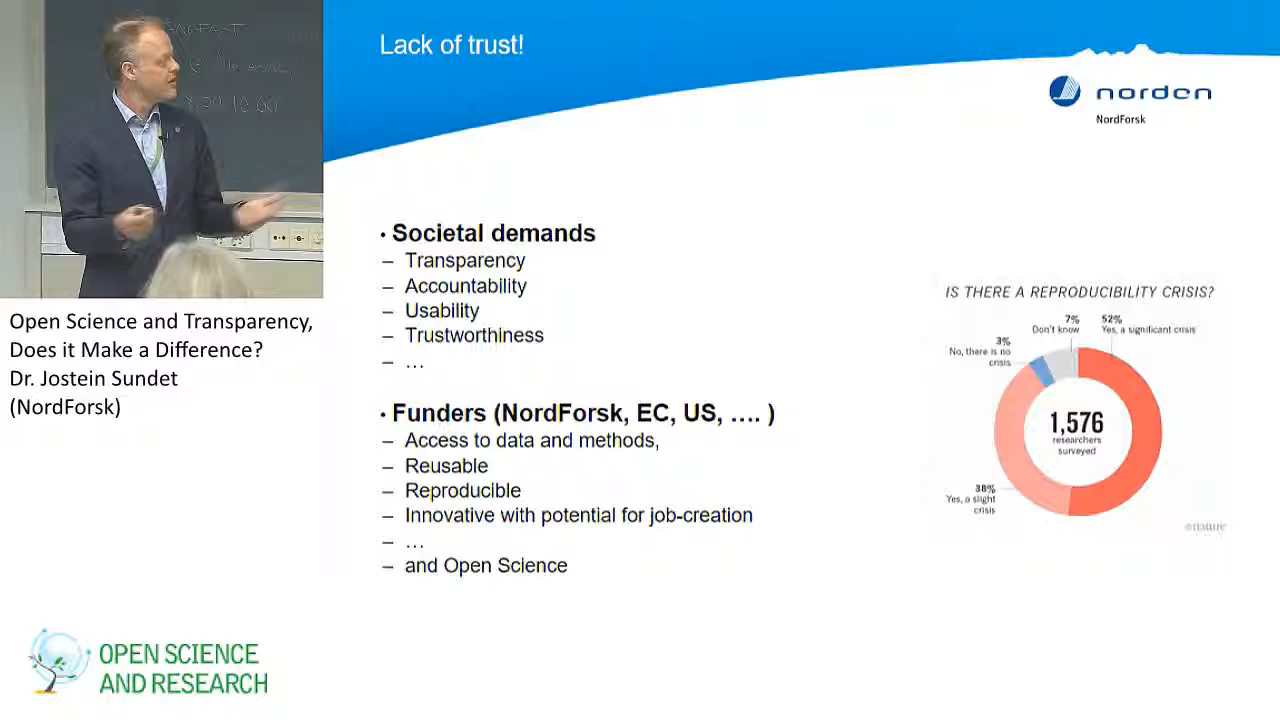 Lack of trust!
norden
NordForsk
10.00
Open Science and Transparency,
Does it Make a Difference?
Dr. Jostein Sundet
(NordForsk)
• Societal demands
– Transparency
– Accountability
– Usability
– Trustworthiness
– …
• Funders (NordForsk, EC, US, …. )
– Access to data and methods,
– Reusable
– Reproducible
– Innovative with potential for job-creation
– …
– and Open Science
IS THERE A REPRODUCIBILITY CRISIS?
7%
Don't know
52%
Yes, a significant crisis
3%
No, there is no
crisis
1,576
researchers
surveyed
38%
Yes, a slight
crisis
©nature
OPEN SCIENCE
AND RESEARCH